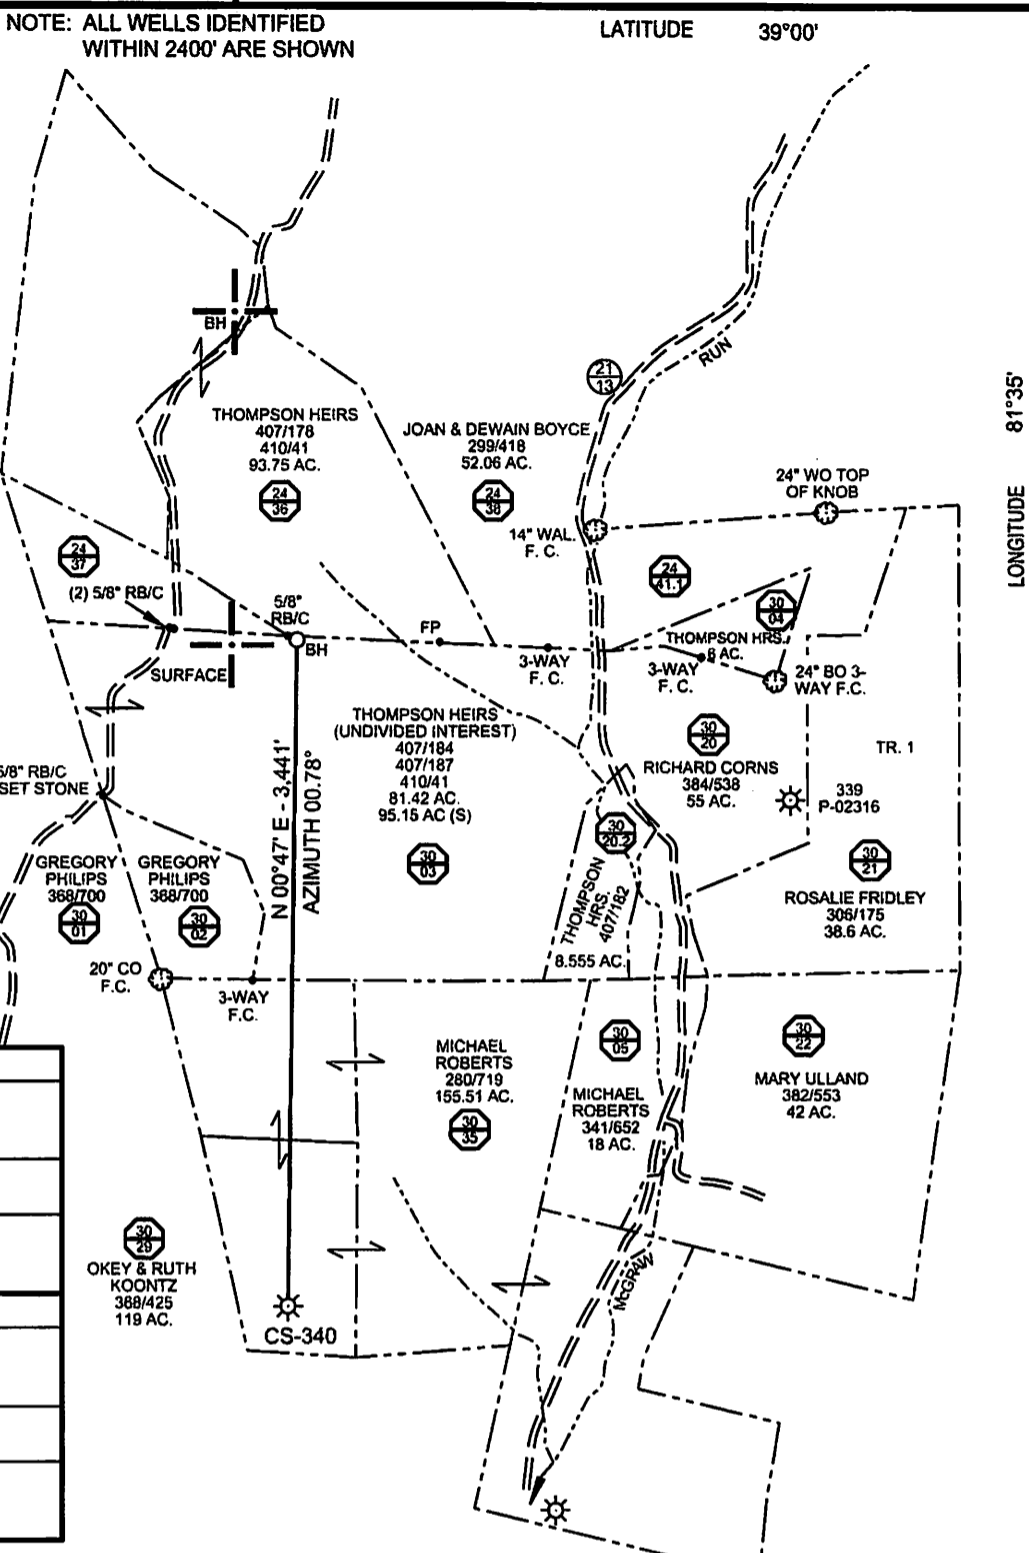 NOTE: ALL WELLS IDENTIFIED
WITHIN 2400' ARE SHOWN
LATITUDE 39°00'
LONGITUDE 81°35'
BH
RUN
21
13
THOMPSON HEIRS
407/178
410/41
93.75 AC.
24
36
JOAN & DEWAIN BOYCE
299/418
52.06 AC.
24
38
24" WO TOP
OF KNOB
14" WAL.
F. C.
24
37
(2) 5/8" RB/C
5/8"
RB/C
BH
FP
3-WAY
F. C.
24
41.1
30
04
THOMPSON HRS.
8 AC.
3-WAY
F. C.
24" BO 3-
WAY F.C.
SURFACE
THOMPSON HEIRS
(UNDIVIDED INTEREST)
407/184
407/187
410/41
81.42 AC.
95.15 AC (S)
30
03
N 00°47' E - 3,441'
AZIMUTH 00.78°
30
20
RICHARD CORNS
384/538
55 AC.
TR. 1
339
P-02316
5/8" RB/C
SET STONE
30
20.2
THOMPSON
HRS.
407/182
8.555 AC.
30
21
ROSALIE FRIDLEY
306/175
38.6 AC.
GREGORY
PHILIPS
368/700
30
01
GREGORY
PHILIPS
368/700
30
02
20" CO
F.C.
3-WAY
F.C.
MICHAEL
ROBERTS
280/719
155.51 AC.
30
35
30
05
MICHAEL
ROBERTS
341/652
18 AC.
30
22
MARY ULLAND
382/553
42 AC.
30
29
OKEY & RUTH
KOONTZ
368/425
119 AC.
CS-340
McGRAW